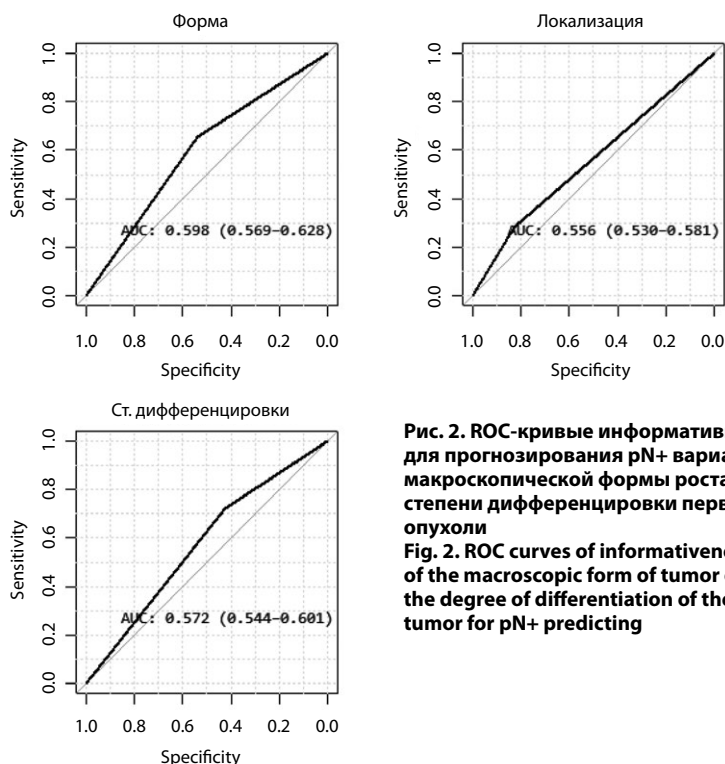 Форма
Sensitivity
1.0
0.8
0.6
0.4
0.2
0.0
AUC: 0.598 (0.569–0.628)
1.0 0.8 0.6 0.4 0.2 0.0
Specificity
Локализация
Sensitivity
1.0
0.8
0.6
0.4
0.2
0.0
AUC: 0.556 (0.530–0.581)
1.0 0.8 0.6 0.4 0.2 0.0
Specificity
Ст. дифференцировки
Sensitivity
1.0
0.8
0.6
0.4
0.2
0.0
AUC: 0.572 (0.544–0.601)
1.0 0.8 0.6 0.4 0.2 0.0
Specificity
Рис. 2. ROC-кривые
для прогнозирования pN+
макроскопической формы роста
степени дифференцировки
опухоли
Fig. 2. ROC curves of
of the macroscopic form of tumor
the degree of differentiation of the
tumor for pN+ predicting